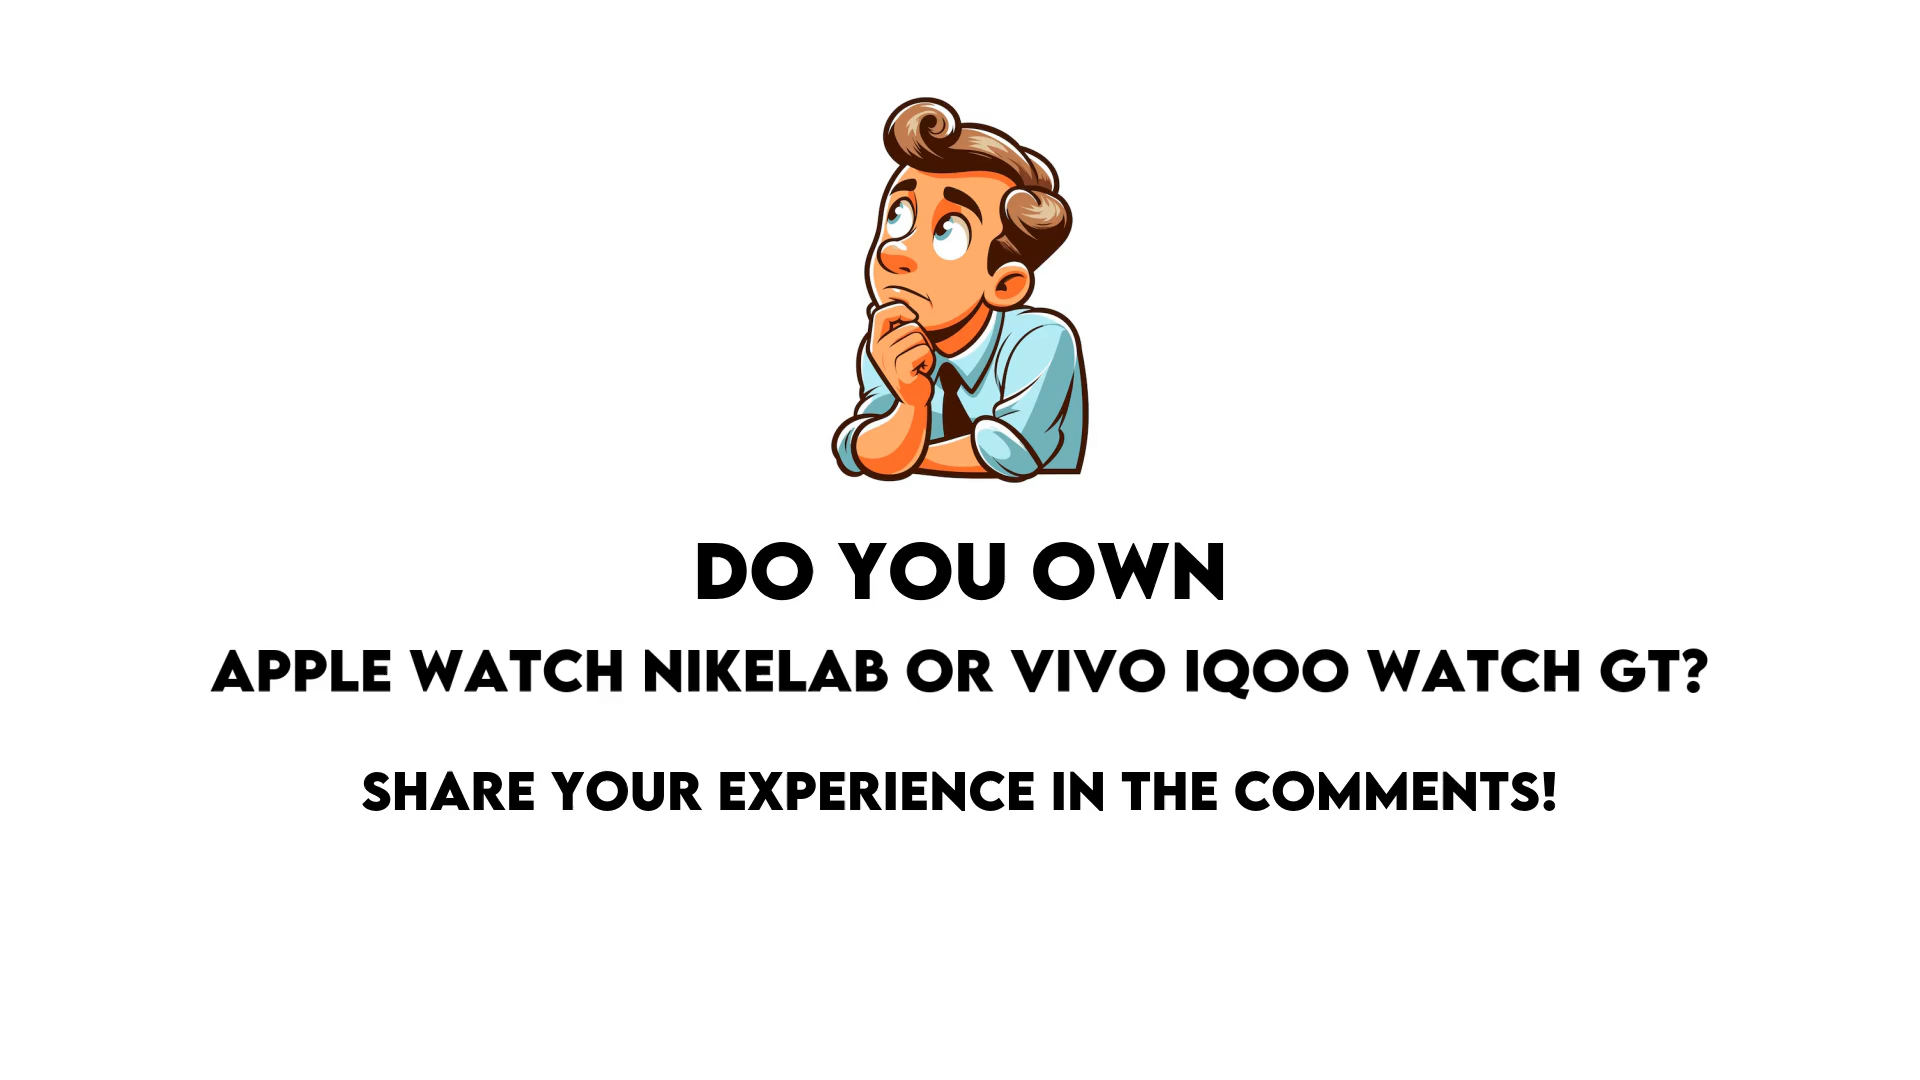 DO YOU OWN
APPLE WATCH NIKELAB OR VIVO IQOO WATCH GT?
SHARE YOUR EXPERIENCE IN THE COMMENTS!